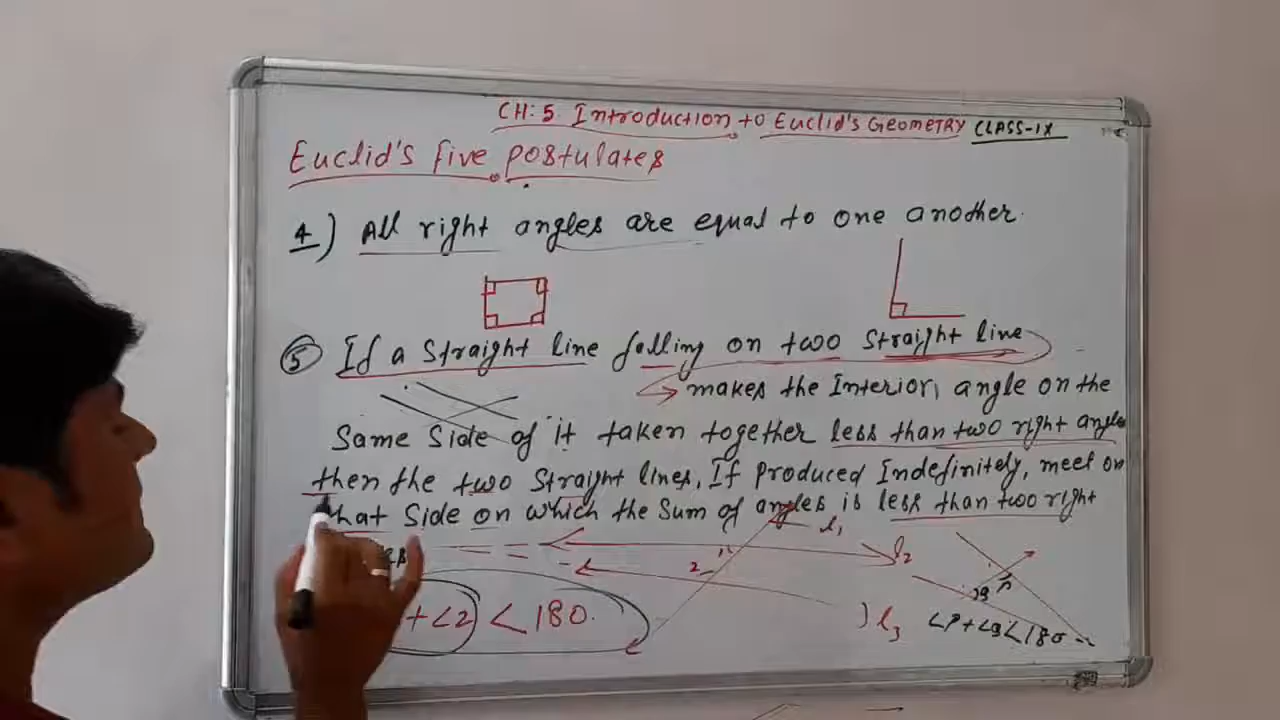 CH: 5. Introduction to Euclid's Geometry CLASS-IX
Euclid's five postulates
4) All right angles are equal to one another.
5 If a Straight line falling on two Straight line
makes the Interior, angle on the
Same Side of it taken together less than two right angles
then the two Straight lines, If produced Indefinitely, meet on
that Side on which the Sum of angles is less than two right
l1
l2
1
2
+∠2) < 180.
l3
∠P+∠9<180